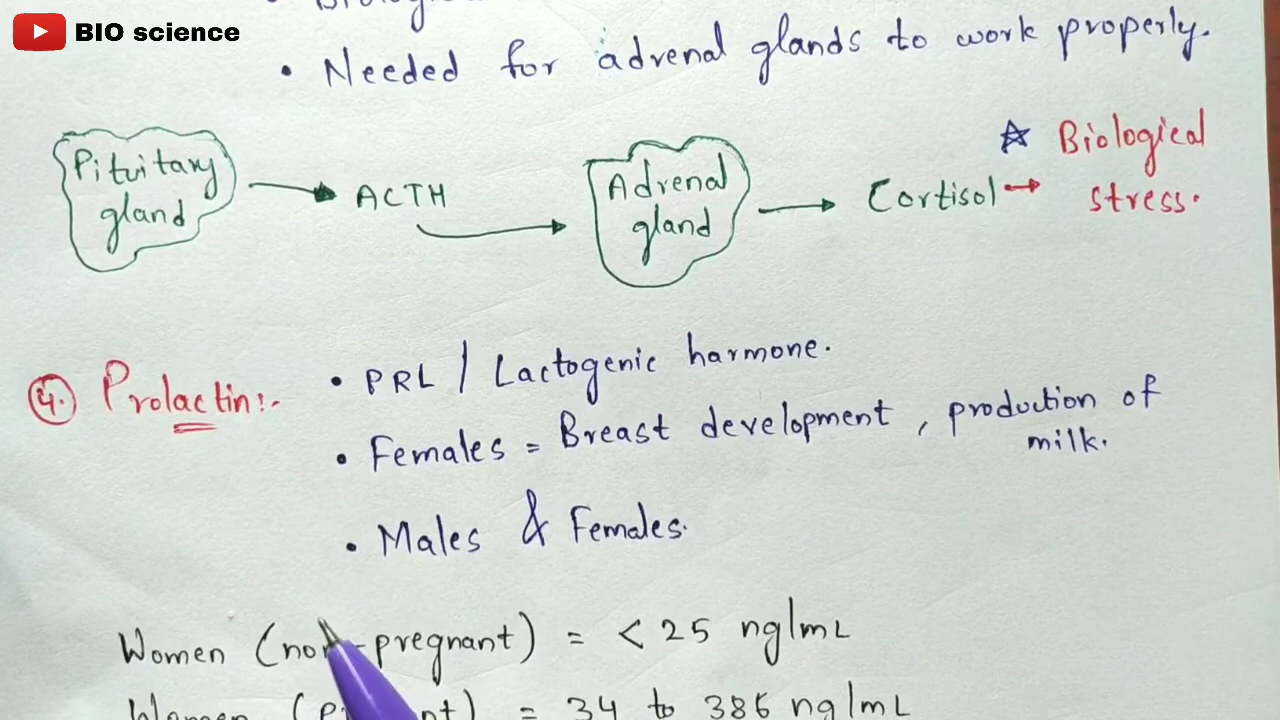 BIO science
• Needed for adrenal glands to work properly.
Pituitary gland → ACTH → Adrenal gland → Cortisol → ☆ Biological stress.
4. Prolactin:- • PRL / Lactogenic harmone.
• Females = Breast development, production of milk.
• Males & Females.
Women (non-pregnant) = < 25 ng/mL
= 34 to 386 ng/mL